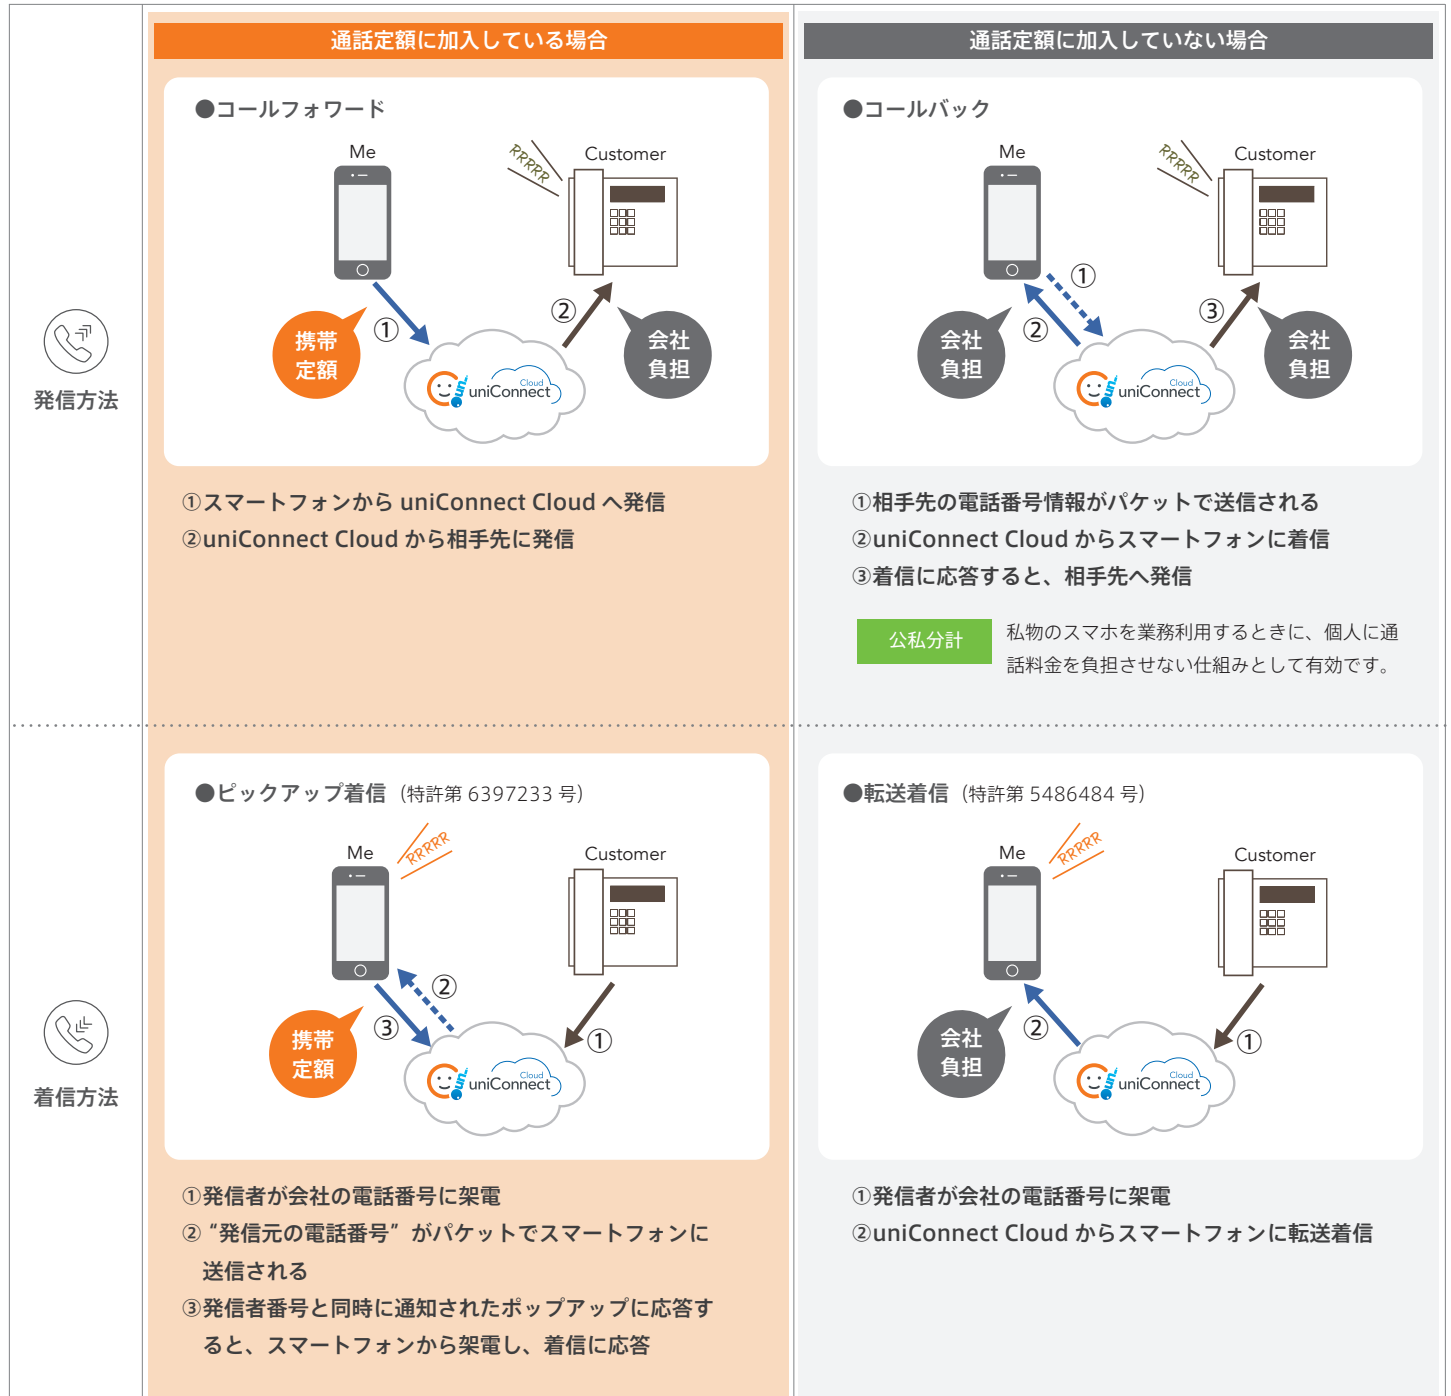 通話定額に加入している場合
通話定額に加入していない場合
発信方法
●コールフォワード
Me
RRRRR
Customer
①
②
携帯
定額
会社
負担
Cloud
uniConnect
①スマートフォンから uniConnect Cloud へ発信
②uniConnect Cloud から相手先に発信
●コールバック
Me
RRRRR
Customer
①
②
③
会社
負担
会社
負担
Cloud
uniConnect
①相手先の電話番号情報がパケットで送信される
②uniConnect Cloud からスマートフォンに着信
③着信に応答すると、相手先へ発信
公私分計
私物のスマホを業務利用するときに、個人に通
話料金を負担させない仕組みとして有効です。
着信方法
●ピックアップ着信（特許第 6397233 号）
Me
RRRRR
Customer
②
③
①
携帯
定額
Cloud
uniConnect
①発信者が会社の電話番号に架電
②“発信元の電話番号”がパケットでスマートフォンに
送信される
③発信者番号と同時に通知されたポップアップに応答す
ると、スマートフォンから架電し、着信に応答
●転送着信（特許第 5486484 号）
Me
RRRRR
Customer
②
①
会社
負担
Cloud
uniConnect
①発信者が会社の電話番号に架電
②uniConnect Cloud からスマートフォンに転送着信